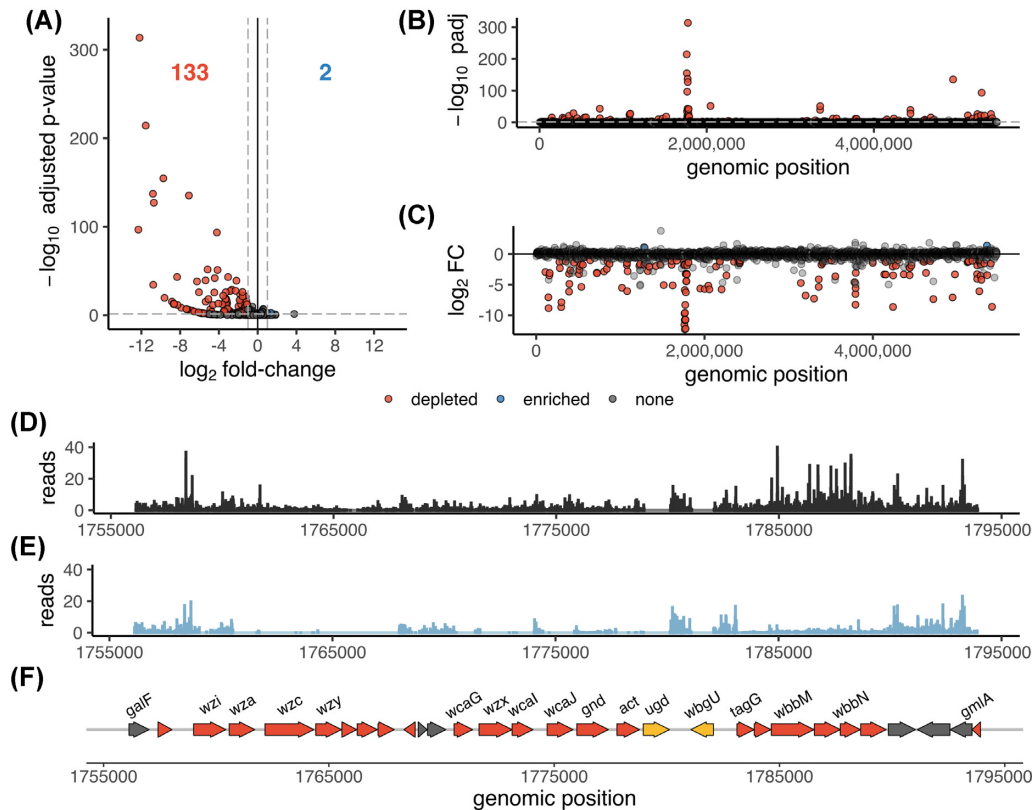 (A)
−log10 adjusted p-value
300
200
100
0
133
2
-12 -8 -4 0 4 8 12
log2 fold-change
(B)
−log10 padj
300
200
100
0
0 2,000,000 4,000,000
genomic position
(C)
log2 FC
0
-5
-10
0 2,000,000 4,000,000
genomic position
depleted enriched none
(D)
reads
40
20
0
1755000 1765000 1775000 1785000 1795000
(E)
reads
40
20
0
1755000 1765000 1775000 1785000 1795000
(F)
galF wzi wza wzc wzy wcaG wzx wcaI wcaJ gnd act ugd wbgU tagG wbbM wbbN gmlA
1755000 1765000 1775000 1785000 1795000
genomic position